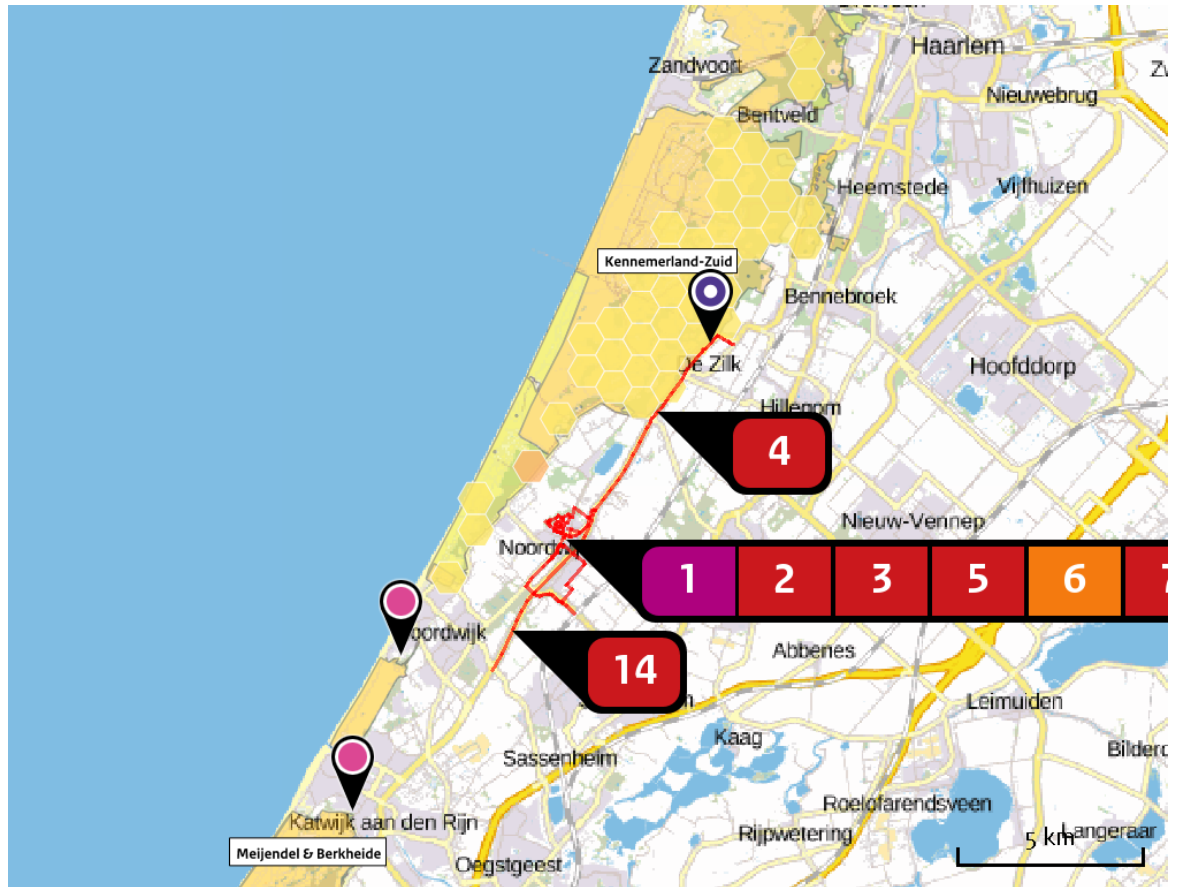 Haarlem
Zandvoort
Nieuwebrug
Bentveld
Heemstede
Vijfhuizen
Kennemerland-Zuid
Bennebroek
De Zilk
Hoofddorp
Hillegom
4
Nieuw-Vennep
1 2 3 5 6
14
Abbenes
Leimuiden
Kaag
Sassenheim
Roelofarendsveen
Katwijk aan den Rijn
Rijpwetering
5 km
Langeraar
Meijendel & Berkheide
Oegstgeest